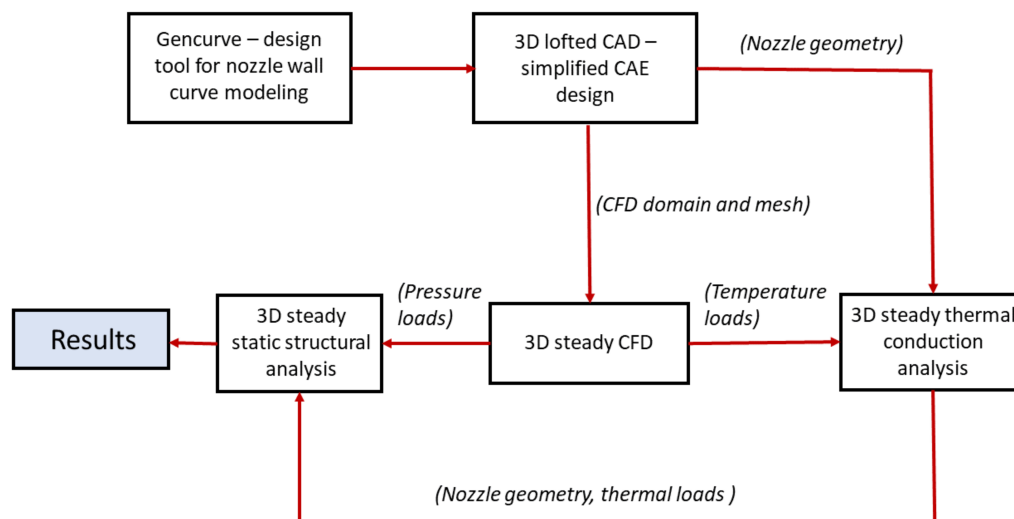 Gencurve – design
tool for nozzle wall
curve modeling
3D lofted CAD –
simplified CAE
design
(Nozzle geometry)
(CFD domain and mesh)
(Pressure
loads)
(Temperature
loads)
Results
3D steady
static structural
analysis
3D steady CFD
3D steady thermal
conduction
analysis
(Nozzle geometry, thermal loads )